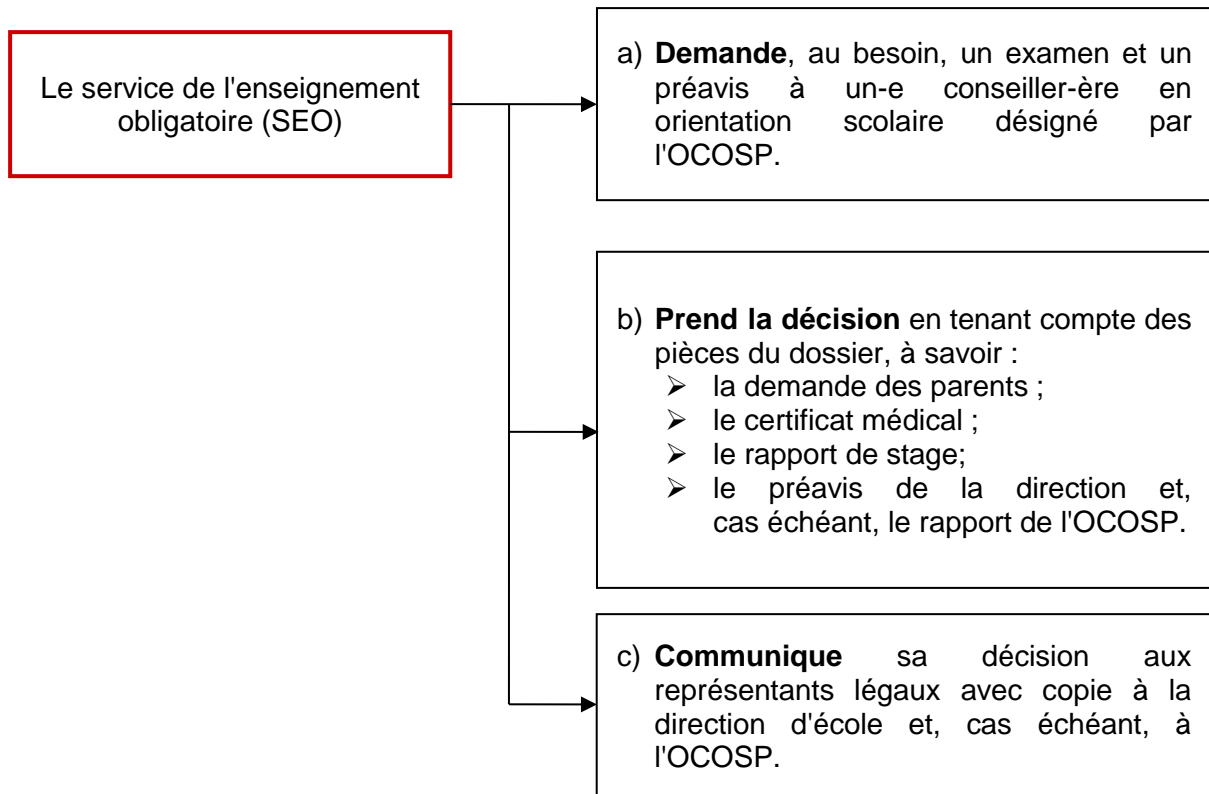 Le service de l'enseignement
obligatoire (SEO)
a) Demande, au besoin, un examen et un
préavis à un-e conseiller-ère en
orientation scolaire désigné par
l'OCOSP.
b) Prend la décision en tenant compte des
pièces du dossier, à savoir :
➢ la demande des parents ;
➢ le certificat médical ;
➢ le rapport de stage;
➢ le préavis de la direction et,
cas échéant, le rapport de l'OCOSP.
c) Communique sa décision aux
représentants légaux avec copie à la
direction d'école et, cas échéant, à
l'OCOSP.